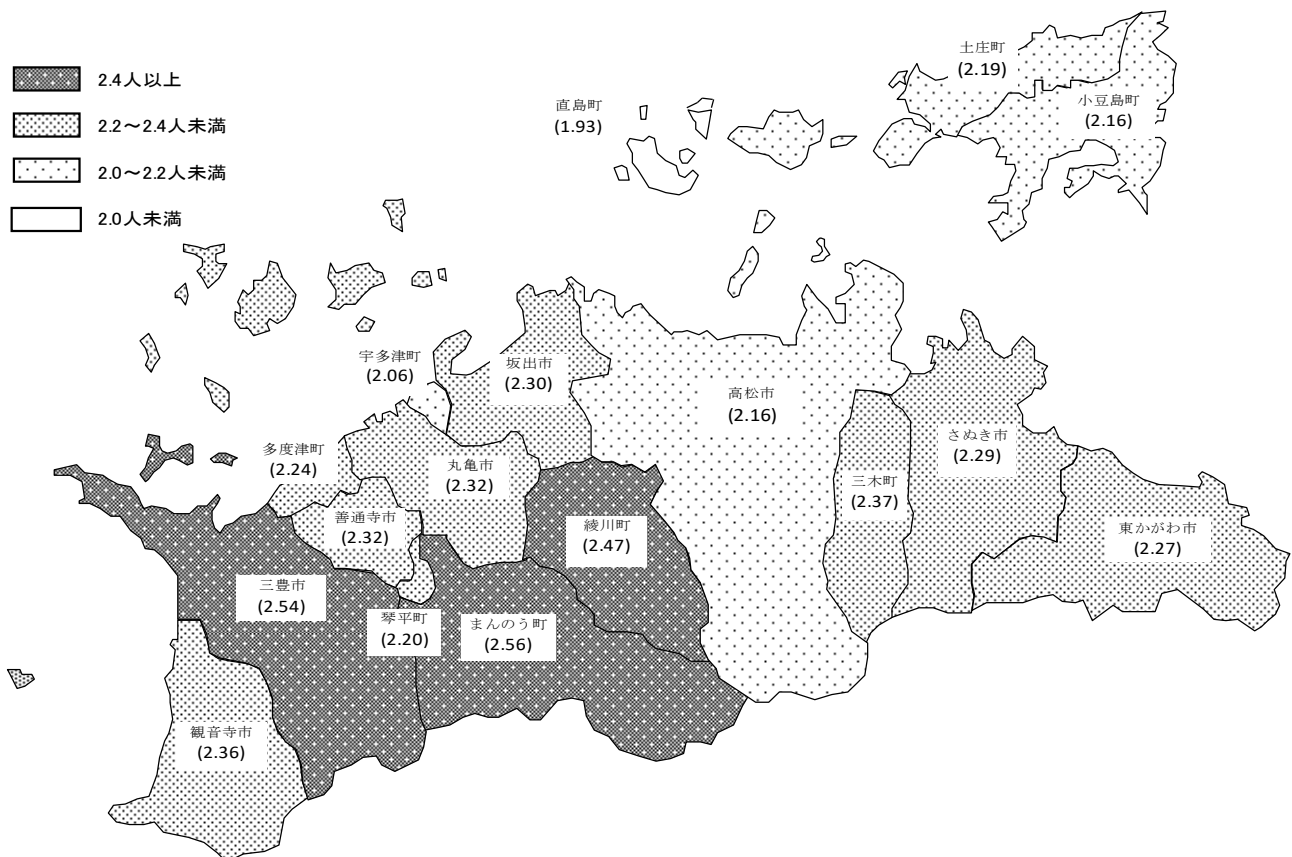 2.4人以上
2.2～2.4人未満
2.0～2.2人未満
2.0人未満
土庄町
(2.19)
直島町
(1.93)
小豆島町
(2.16)
宇多津町
(2.06)
坂出市
(2.30)
高松市
(2.16)
さぬき市
(2.29)
多度津町
(2.24)
丸亀市
(2.32)
三木町
(2.37)
善通寺市
(2.32)
綾川町
(2.47)
東かがわ市
(2.27)
三豊市
(2.54)
琴平町
(2.20)
まんのう町
(2.56)
観音寺市
(2.36)